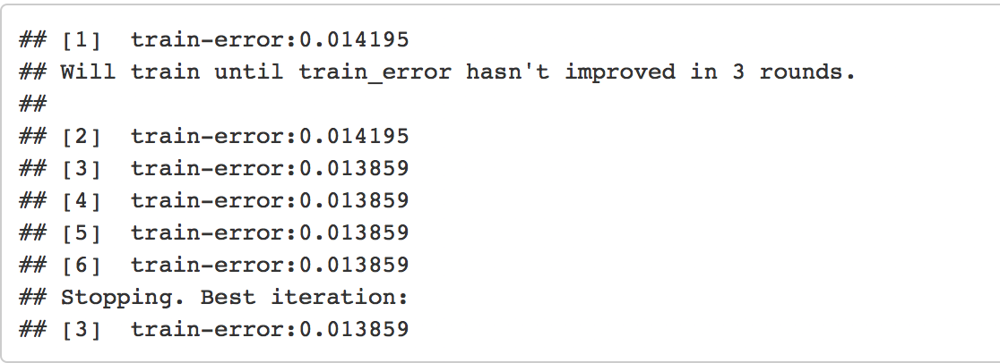 ## [1]  train-error:0.014195
## Will train until train_error hasn't improved in 3 rounds.
##
## [2]  train-error:0.014195
## [3]  train-error:0.013859
## [4]  train-error:0.013859
## [5]  train-error:0.013859
## [6]  train-error:0.013859
## Stopping. Best iteration:
## [3]  train-error:0.013859